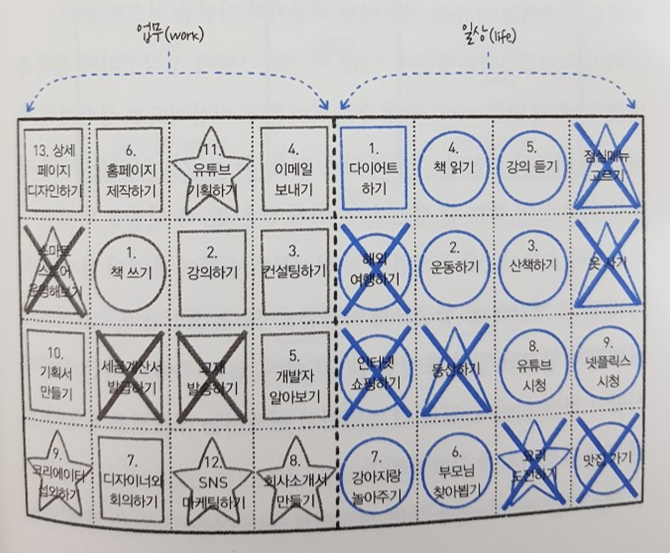 업무(work)
일상(life)
13. 상세
페이지
디자인하기
6.
홈페이지
제작하기
11.
유튜브
기획하기
4.
이메일
보내기
1.
다이어트
하기
4.
책 읽기
5.
강의 듣기
점심메뉴
고르기
스마트
스토어
운영해보기
1.
책 쓰기
2.
강의하기
3.
컨설팅하기
해외
여행하기
2.
운동하기
3.
산책하기
옷 사기
10.
기획서
만들기
세금계산서
발급하기
교재
발송하기
5.
개발자
알아보기
인터넷
쇼핑하기
등산하기
8.
유튜브
시청
9.
넷플릭스
시청
9.
크리에이터
섭외하기
7.
디자이너와
회의하기
12.
SNS
마케팅하기
8.
회사소개서
만들기
7.
강아지랑
놀아주기
6.
부모님
찾아뵙기
요리
도전하기
맛집 가기